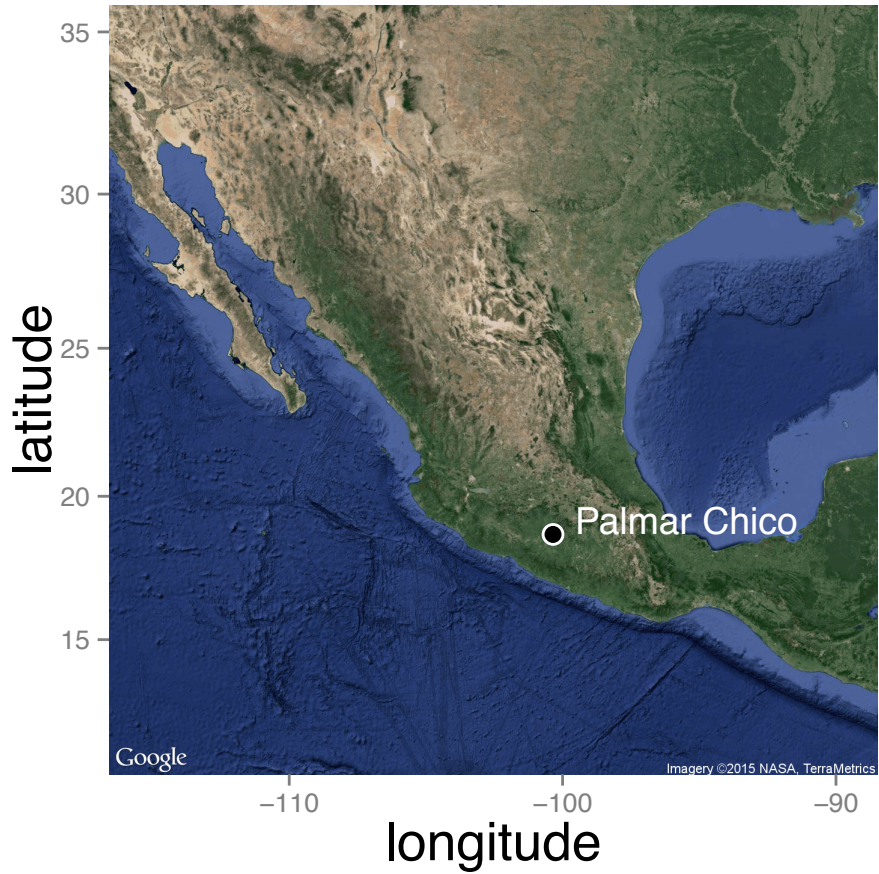 35
30
25
20
15
latitude
Palmar Chico
Google
Imagery ©2015 NASA, TerraMetrics
−110
−100
−90
longitude